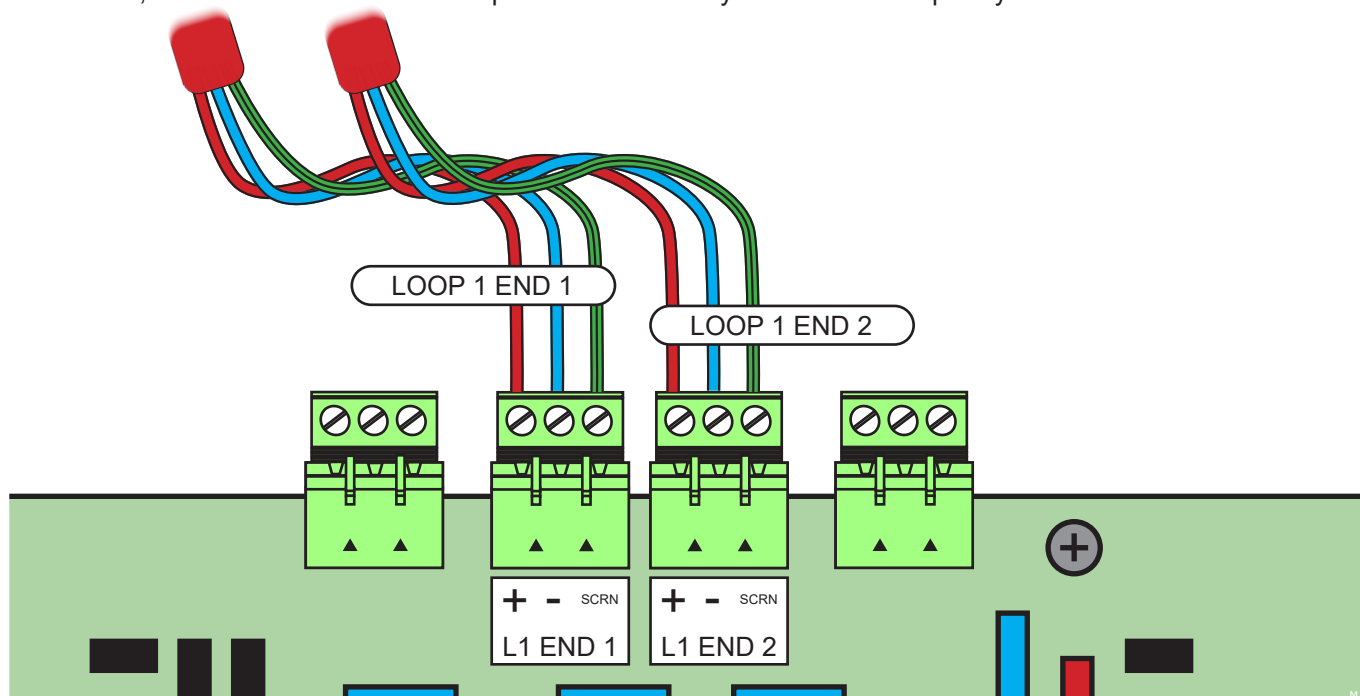 LOOP 1 END 1
LOOP 1 END 2
+ - SCRN
L1 END 1
+ - SCRN
L1 END 2